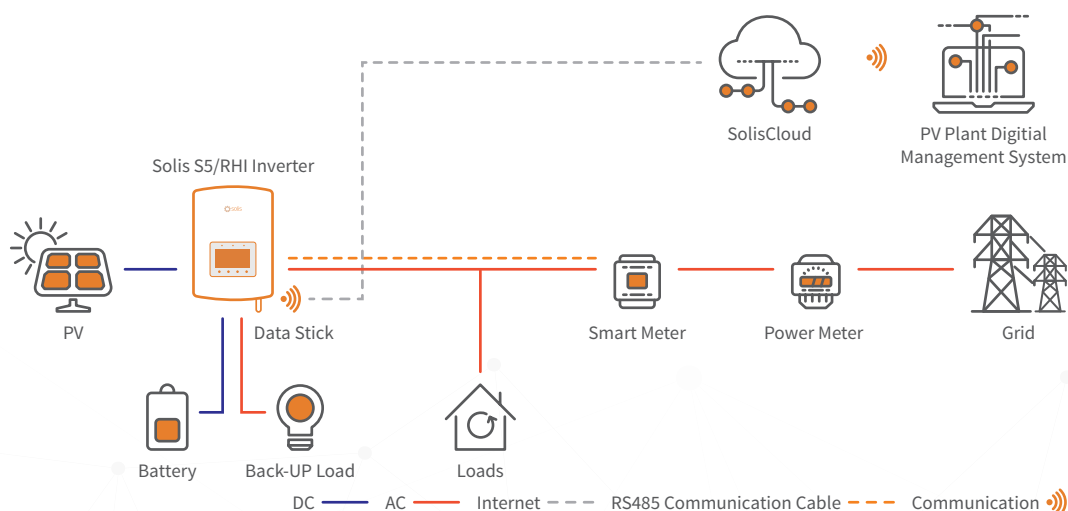 SolisCloud
PV Plant Digitial
Management System
Solis S5/RHI Inverter
solis
PV
Data Stick
Smart Meter
Power Meter
Grid
Battery
Back-UP Load
Loads
DC
AC
Internet
RS485 Communication Cable
Communication